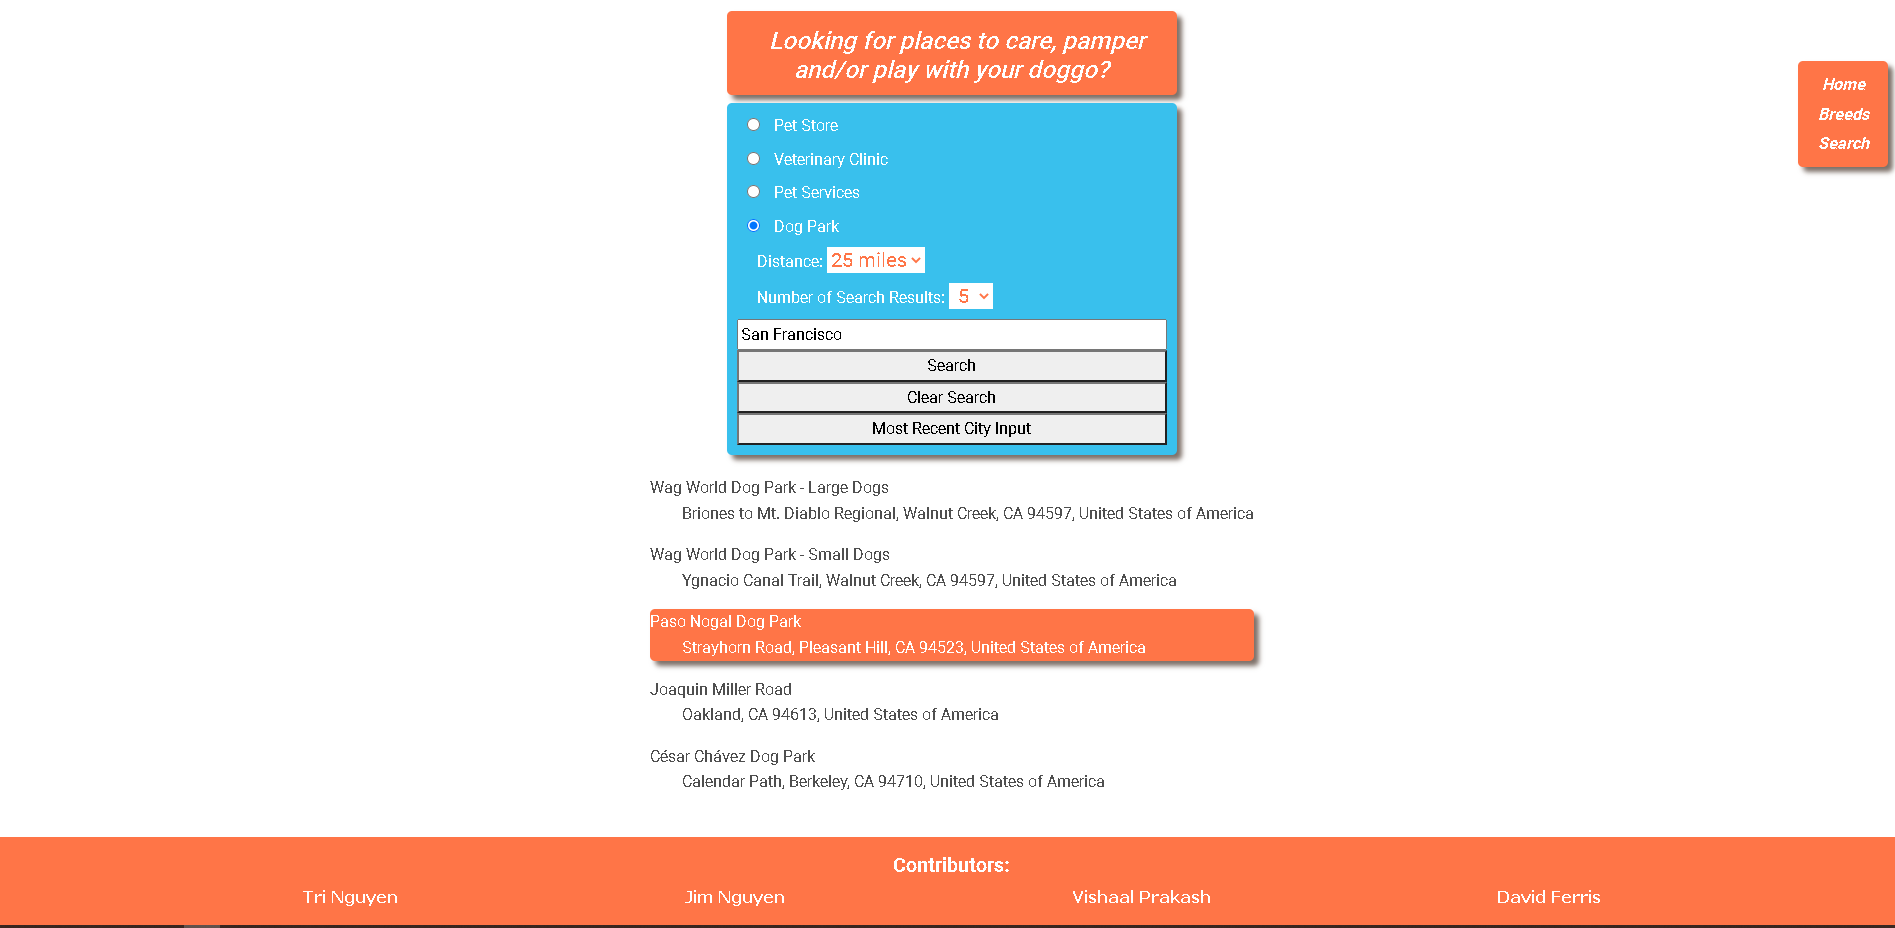 Looking for places to care, pamper
and/or play with your doggo?
Home
Breeds
Search
Pet Store
Veterinary Clinic
Pet Services
Dog Park
Distance: 25 miles
Number of Search Results: 5
San Francisco
Search
Clear Search
Most Recent City Input
Wag World Dog Park - Large Dogs
Briones to Mt. Diablo Regional, Walnut Creek, CA 94597, United States of America
Wag World Dog Park - Small Dogs
Ygnacio Canal Trail, Walnut Creek, CA 94597, United States of America
Paso Nogal Dog Park
Strayhorn Road, Pleasant Hill, CA 94523, United States of America
Joaquin Miller Road
Oakland, CA 94613, United States of America
César Chávez Dog Park
Calendar Path, Berkeley, CA 94710, United States of America
Contributors:
Tri Nguyen Jim Nguyen Vishaal Prakash David Ferris